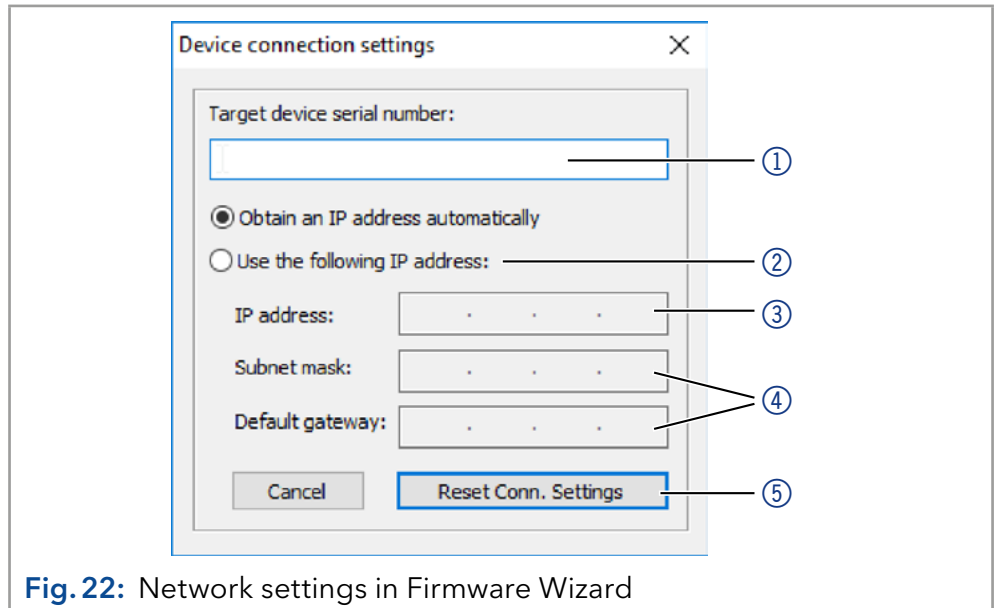 Device connection settings
Target device serial number:
①
Obtain an IP address automatically
Use the following IP address: ②
IP address: . . . ③
Subnet mask: . . .
④
Default gateway: . . .
Cancel Reset Conn. Settings ⑤
Fig. 22: Network settings in Firmware Wizard